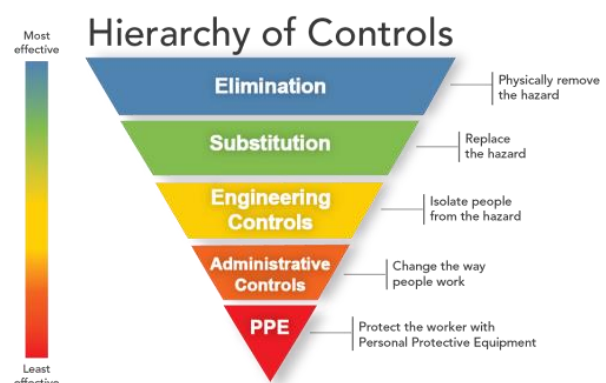 Most
effective
Hierarchy of Controls
Elimination
Physically remove
the hazard
Substitution
Replace
the hazard
Engineering
Controls
Isolate people
from the hazard
Administrative
Controls
Change the way
people work
PPE
Protect the worker with
Personal Protective Equipment
Least
effective